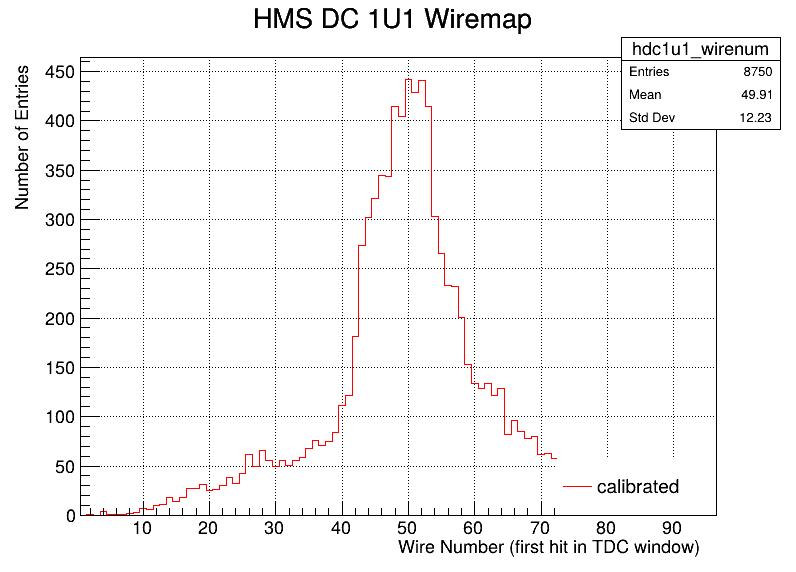 HMS DC 1U1 Wiremap
hdc1u1_wirenum
Entries 8750
Mean 49.91
Std Dev 12.23
Number of Entries
450
400
350
300
250
200
150
100
50
0
calibrated
10 20 30 40 50 60 70 80 90
Wire Number (first hit in TDC window)